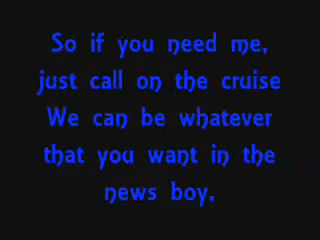 So if you need me,
just call on the cruise
We can be whatever
that you want in the
news boy,